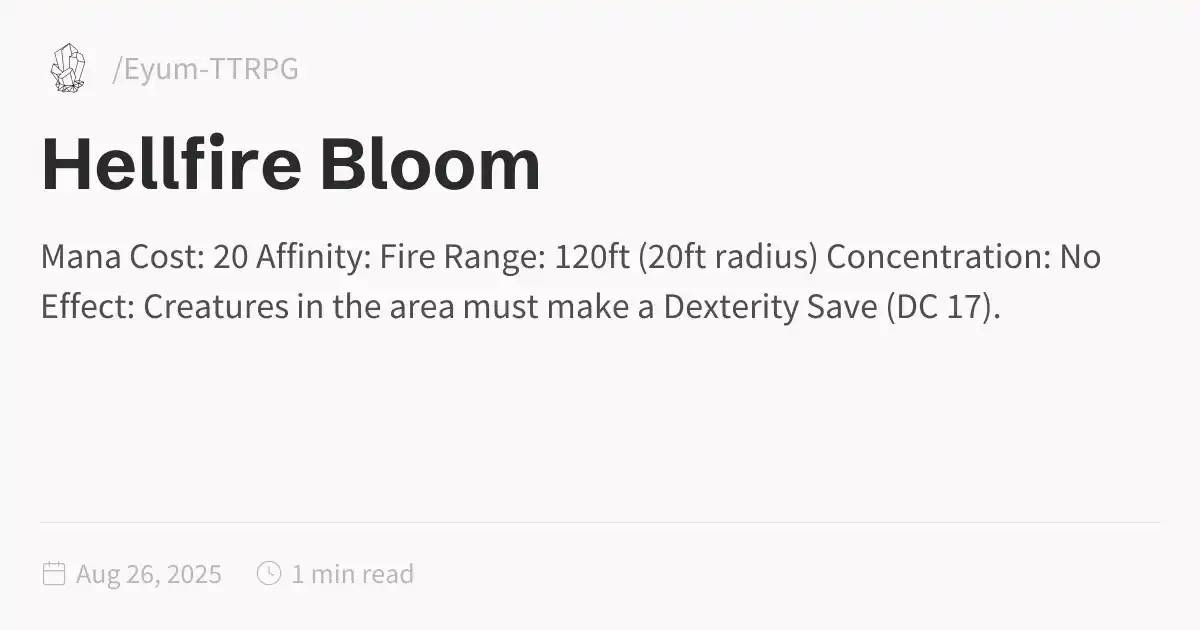 /Eyum-TTRPG
Hellfire Bloom
Mana Cost: 20 Affinity: Fire Range: 120ft (20ft radius) Concentration: No
Effect: Creatures in the area must make a Dexterity Save (DC 17).
Aug 26, 2025 1 min read